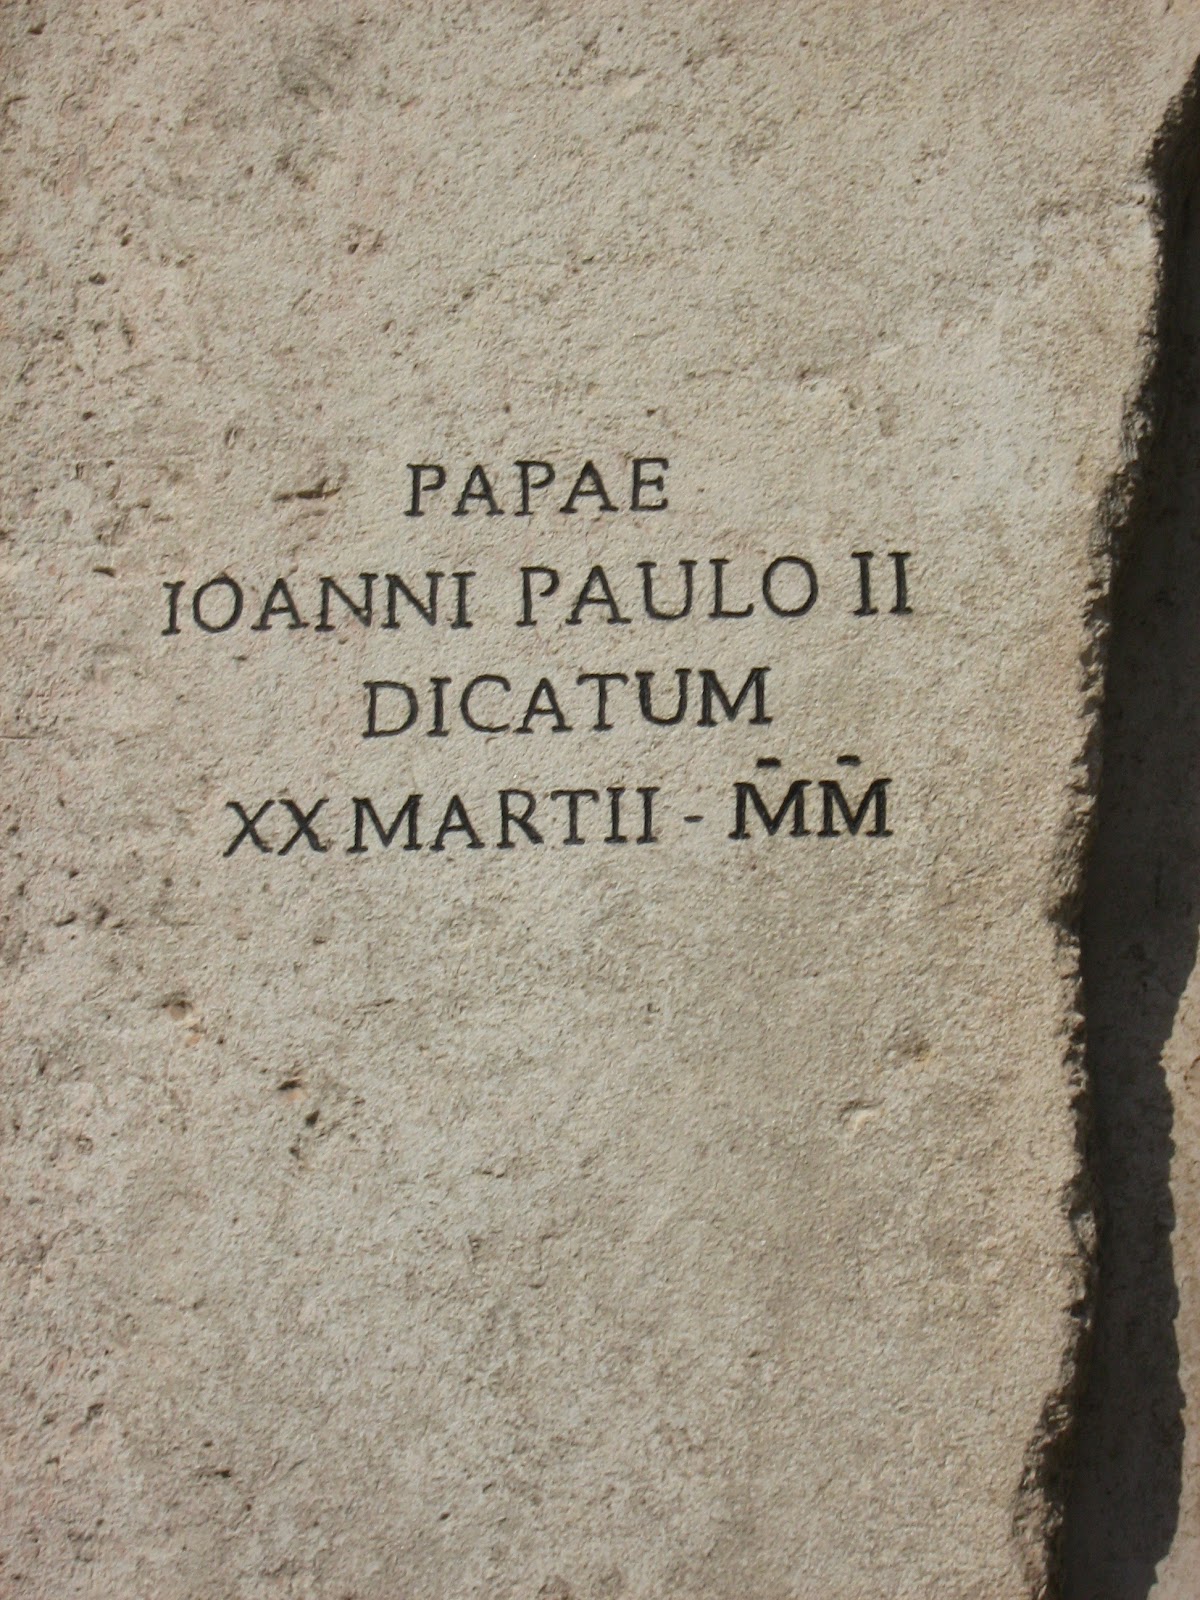 PAPAE
IOANNI PAULO II
DICATUM
XX MARTII - M̄M̄